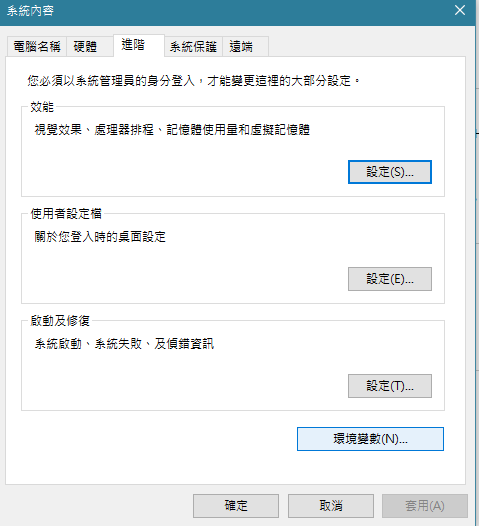 系統內容
電腦名稱 硬體 進階 系統保護 遠端
您必須以系統管理員的身分登入，才能變更這裡的大部分設定。
效能
視覺效果、處理器排程、記憶體使用量和虛擬記憶體
設定(S)...
使用者設定檔
關於您登入時的桌面設定
設定(E)...
啟動及修復
系統啟動、系統失敗、及偵錯資訊
設定(T)...
環境變數(N)...
確定 取消 套用(A)